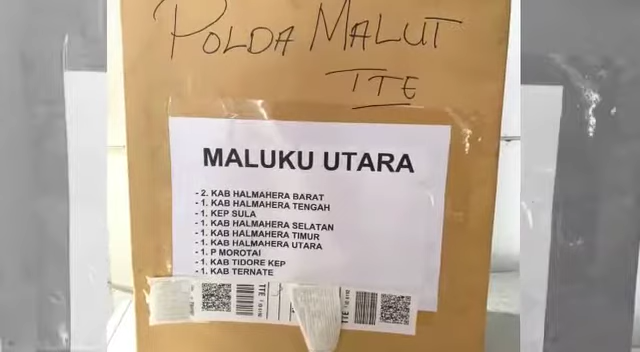 POLDA MALUT
TTE
MALUKU UTARA
- 2. KAB HALMAHERA BARAT
- 1. KAB HALMAHERA TENGAH
- 1. KEP SULA
- 1. KAB HALMAHERA SELATAN
- 1. KAB HALMAHERA TIMUR
- 1. KAB HALMAHERA UTARA
- 1. P MOROTAI
- 1. KAB TIDORE KEP
- 1. KAB TERNATE
TTE
TTE